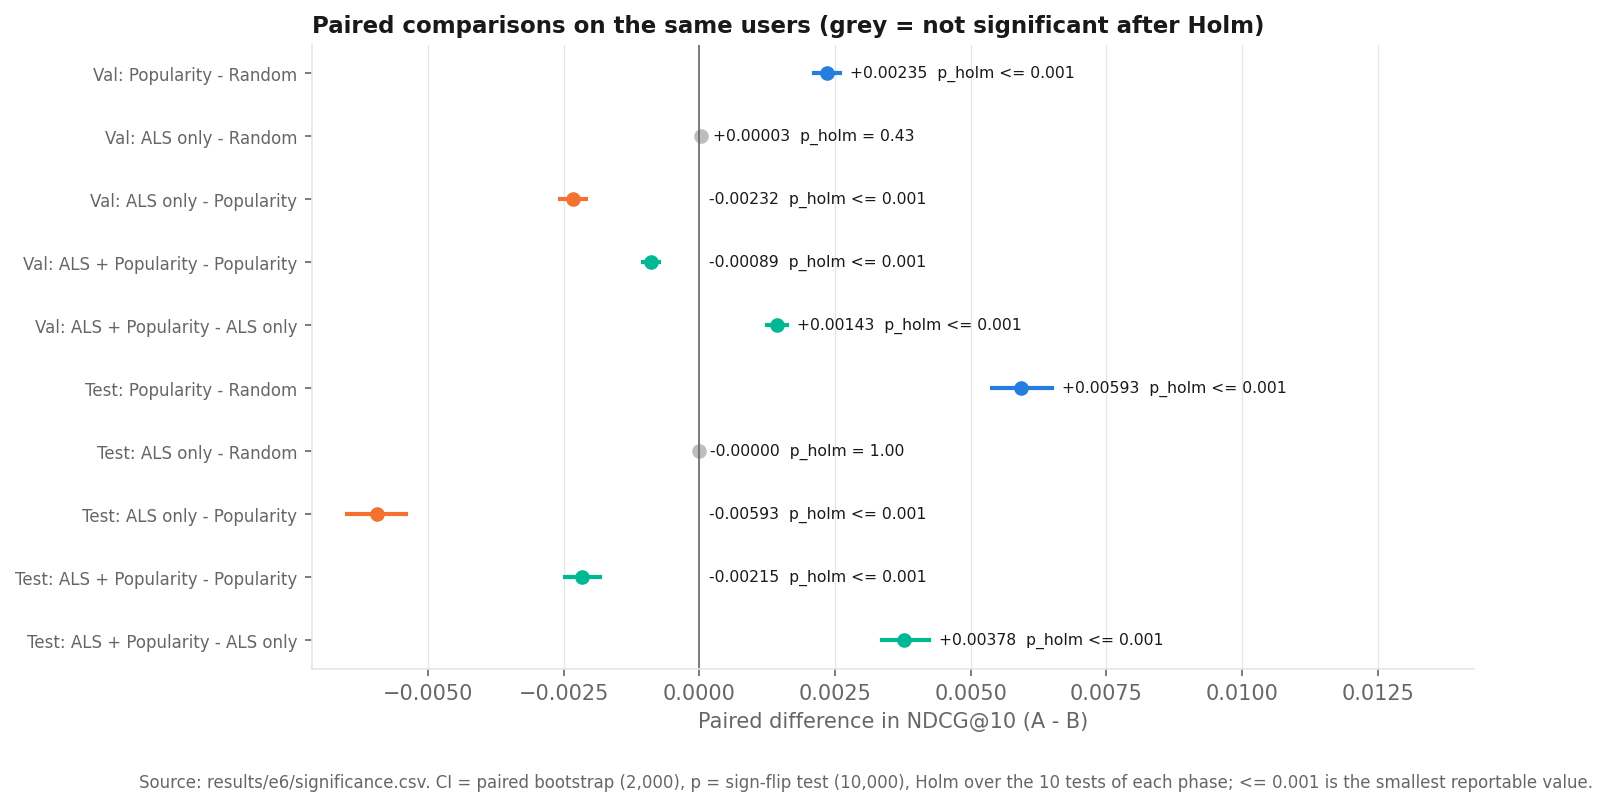 Paired comparisons on the same users (grey = not significant after Holm)
Val: Popularity - Random
+0.00235  p_holm <= 0.001
Val: ALS only - Random
+0.00003  p_holm = 0.43
Val: ALS only - Popularity
-0.00232  p_holm <= 0.001
Val: ALS + Popularity - Popularity
-0.00089  p_holm <= 0.001
Val: ALS + Popularity - ALS only
+0.00143  p_holm <= 0.001
Test: Popularity - Random
+0.00593  p_holm <= 0.001
Test: ALS only - Random
-0.00000  p_holm = 1.00
Test: ALS only - Popularity
-0.00593  p_holm <= 0.001
Test: ALS + Popularity - Popularity
-0.00215  p_holm <= 0.001
Test: ALS + Popularity - ALS only
+0.00378  p_holm <= 0.001
−0.0050 −0.0025 0.0000 0.0025 0.0050 0.0075 0.0100 0.0125
Paired difference in NDCG@10 (A - B)
Source: results/e6/significance.csv. CI = paired bootstrap (2,000), p = sign-flip test (10,000), Holm over the 10 tests of each phase; <= 0.001 is the smallest reportable value.